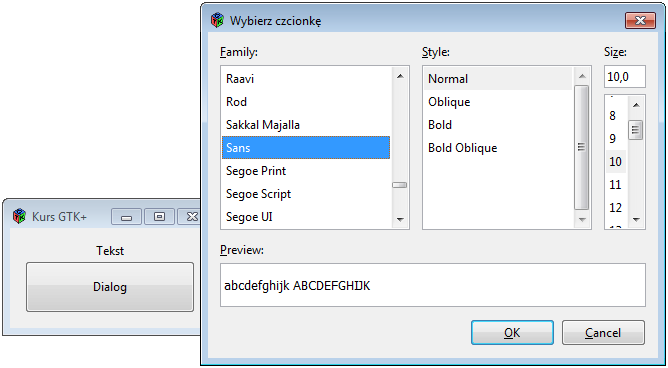 Wybierz czcionkę
Family:
Raavi
Rod
Sakkal Majalla
Sans
Segoe Print
Segoe Script
Segoe UI
Style:
Normal
Oblique
Bold
Bold Oblique
Size:
10,0
8
9
10
11
12
Preview:
abcdefghijk ABCDEFGHIJK
OK
Cancel
Kurs GTK+
Tekst
Dialog